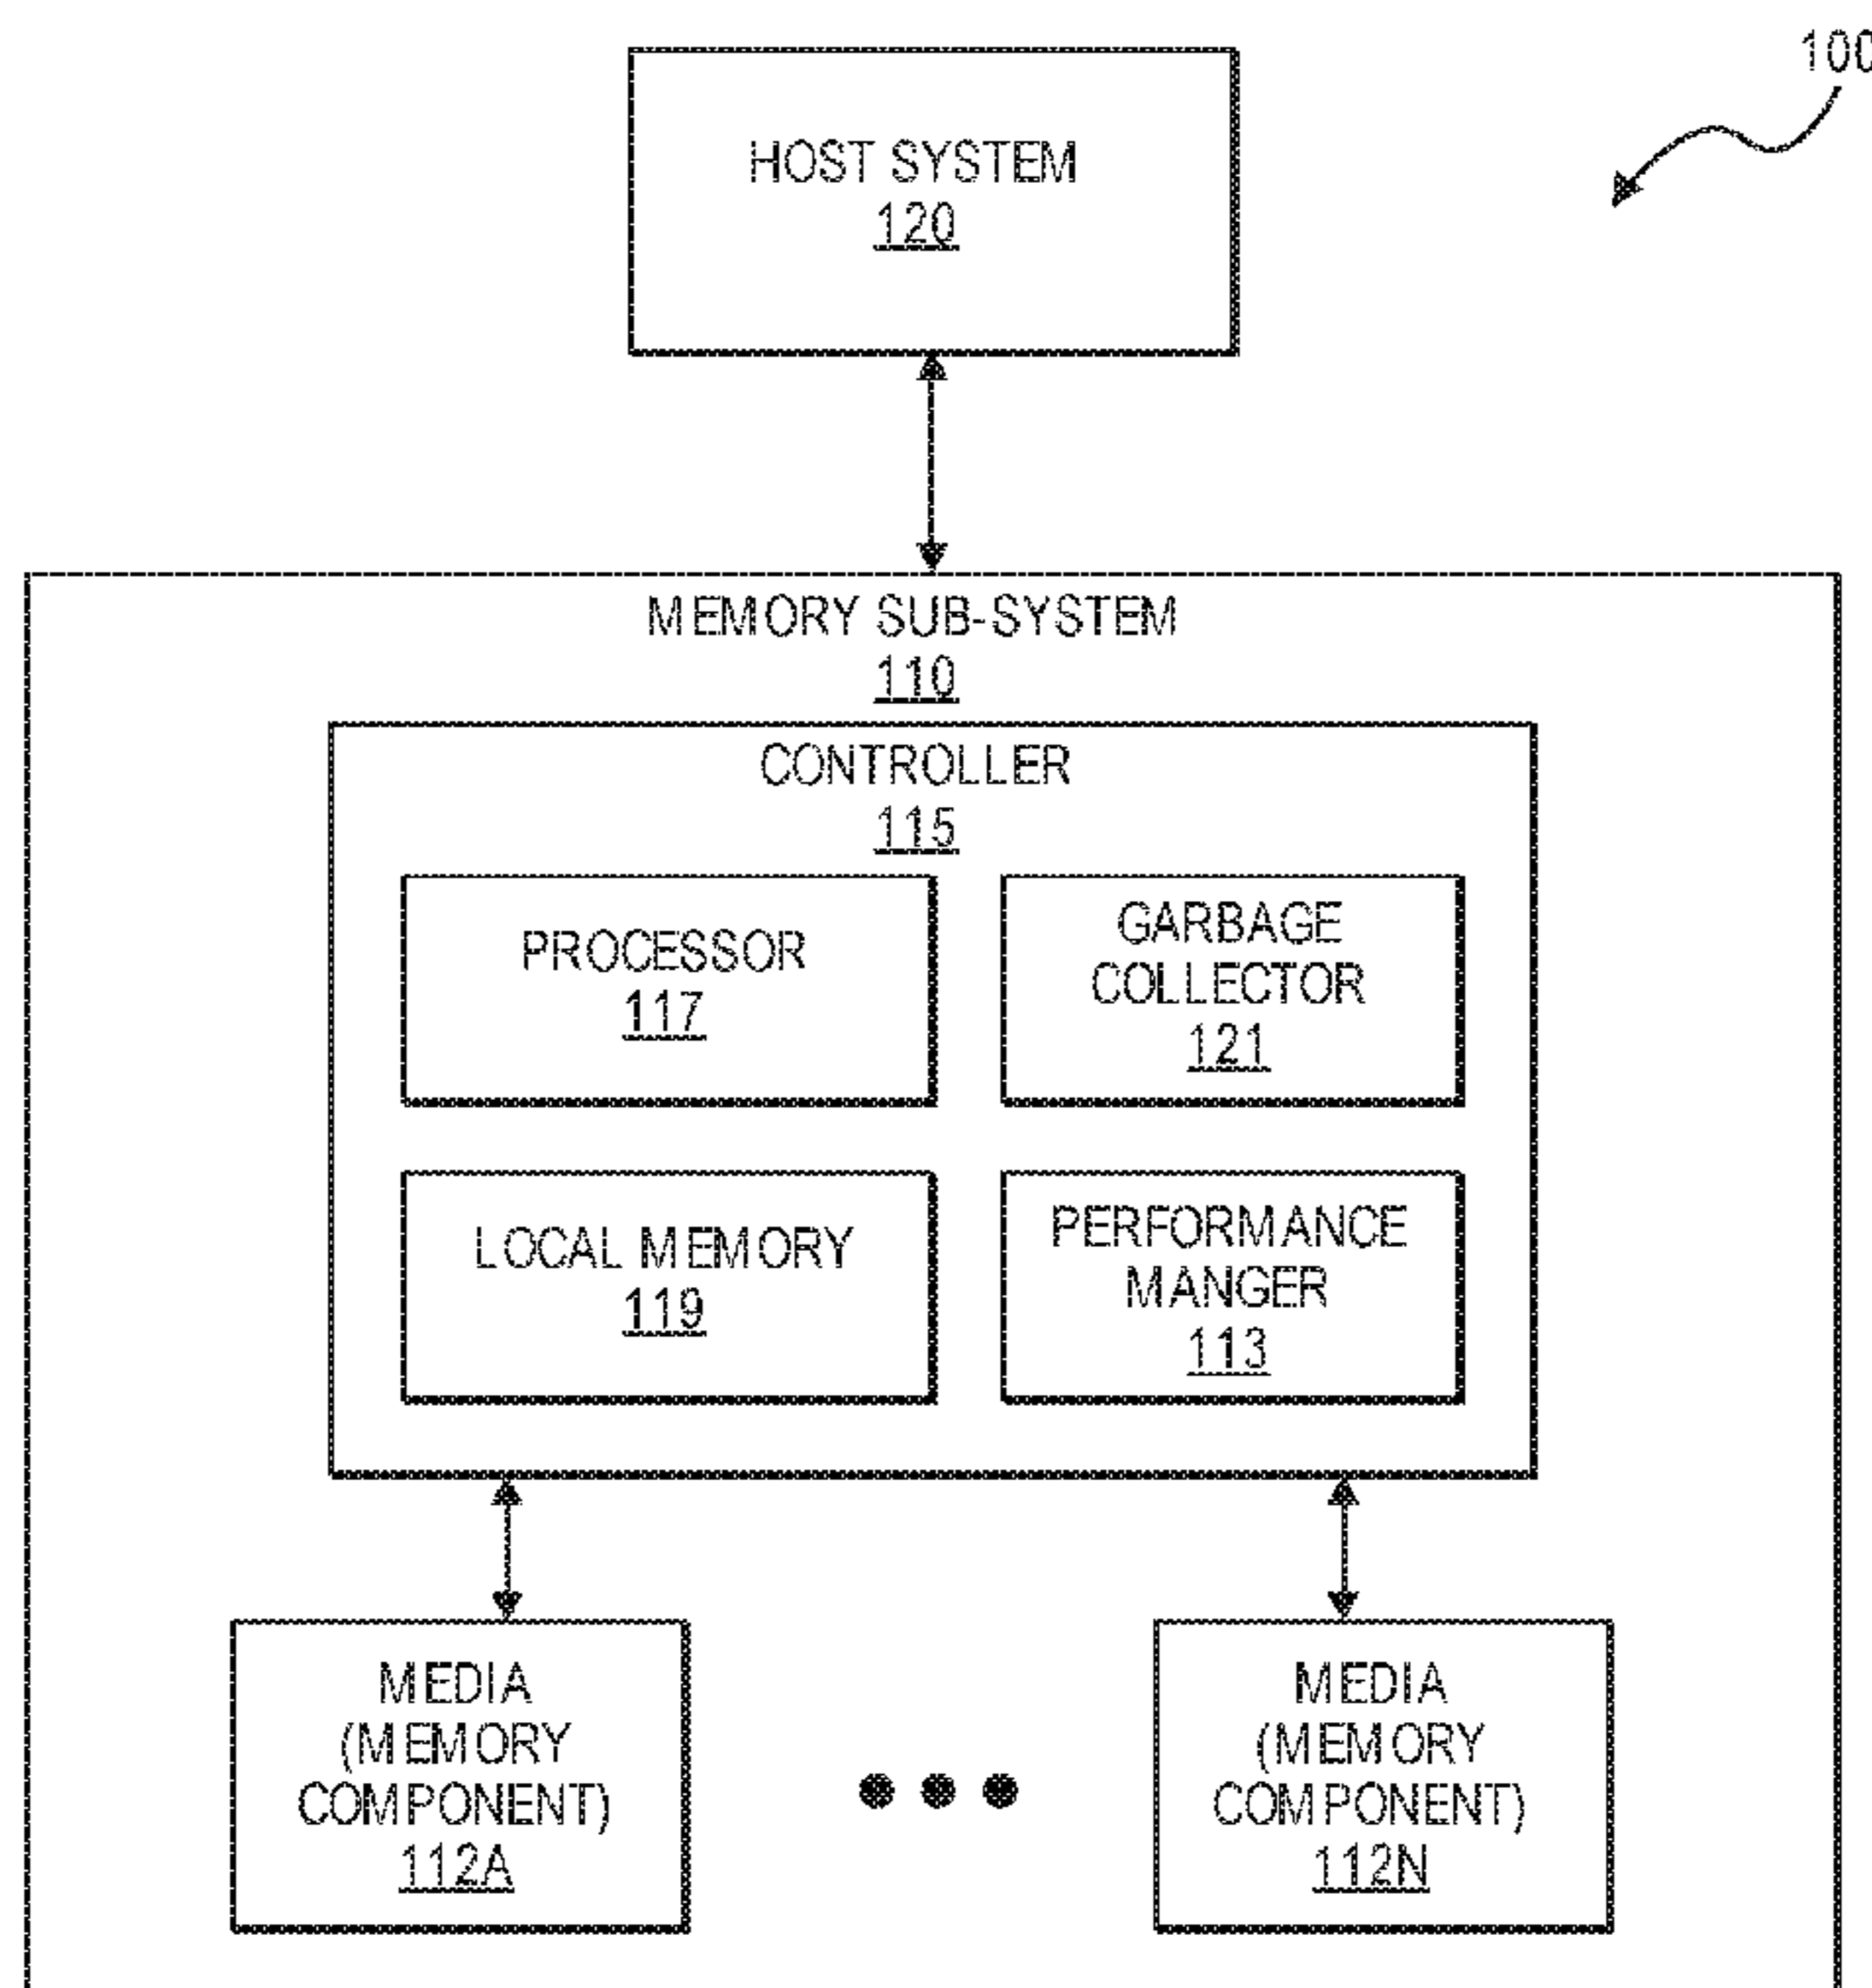 100
HOST SYSTEM
120
MEMORY SUB-SYSTEM
110
CONTROLLER
115
PROCESSOR
117
GARBAGE
COLLECTOR
121
LOCAL MEMORY
119
PERFORMANCE
MANGER
113
MEDIA
(MEMORY
COMPONENT)
112A
MEDIA
(MEMORY
COMPONENT)
112N